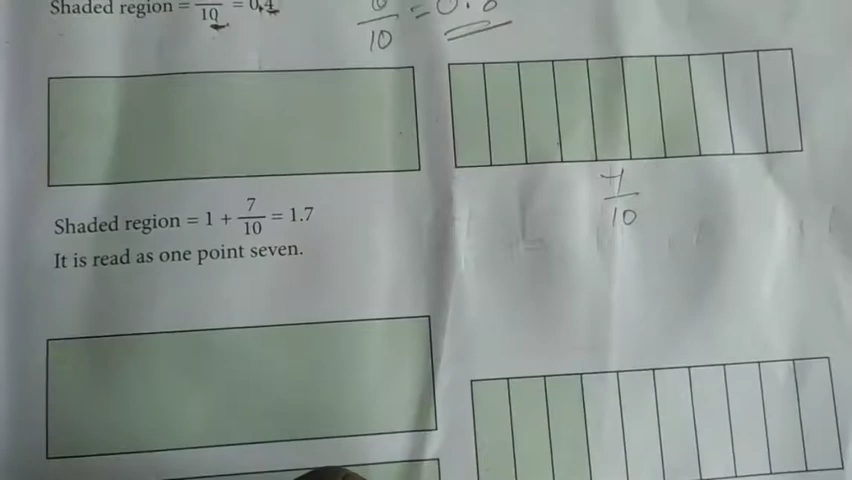 Shaded region = /10 = 0.4
/10 = 0.
7/10
Shaded region = 1 + 7/10 = 1.7
It is read as one point seven.